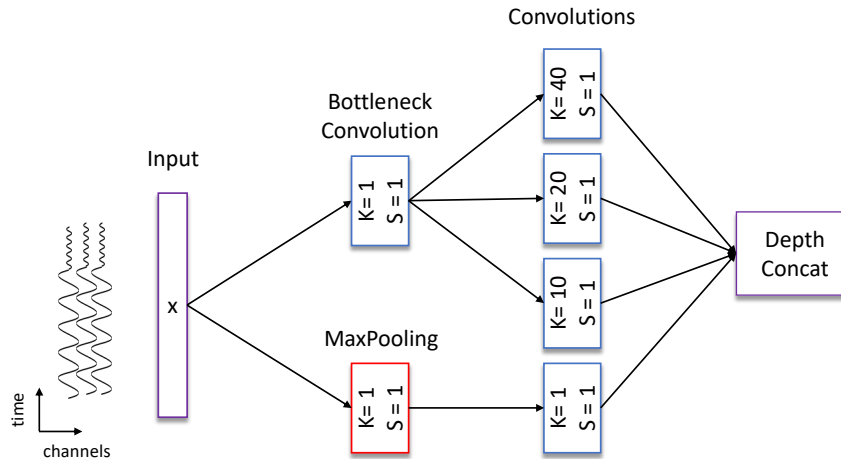 Convolutions
K= 40
S = 1
Bottleneck
Convolution
K= 1
S = 1
Input
K= 20
S = 1
x
Depth
Concat
K= 10
S = 1
MaxPooling
K= 1
S = 1
K= 1
S = 1
time
channels